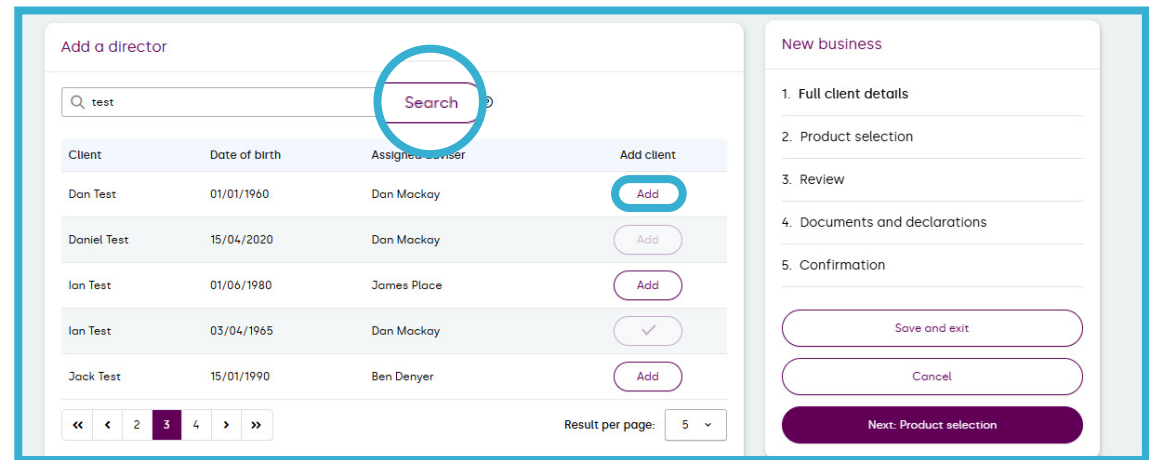 Add a director
test
Search
Client Date of birth Assigned adviser Add client
Dan Test 01/01/1960 Dan Mackay Add
Daniel Test 15/04/2020 Dan Mackay Add
Ian Test 01/06/1980 James Place Add
Ian Test 03/04/1965 Dan Mackay
Jack Test 15/01/1990 Ben Denyer Add
2 3 4 Result per page: 5
New business
1. Full client details
2. Product selection
3. Review
4. Documents and declarations
5. Confirmation
Save and exit
Cancel
Next: Product selection